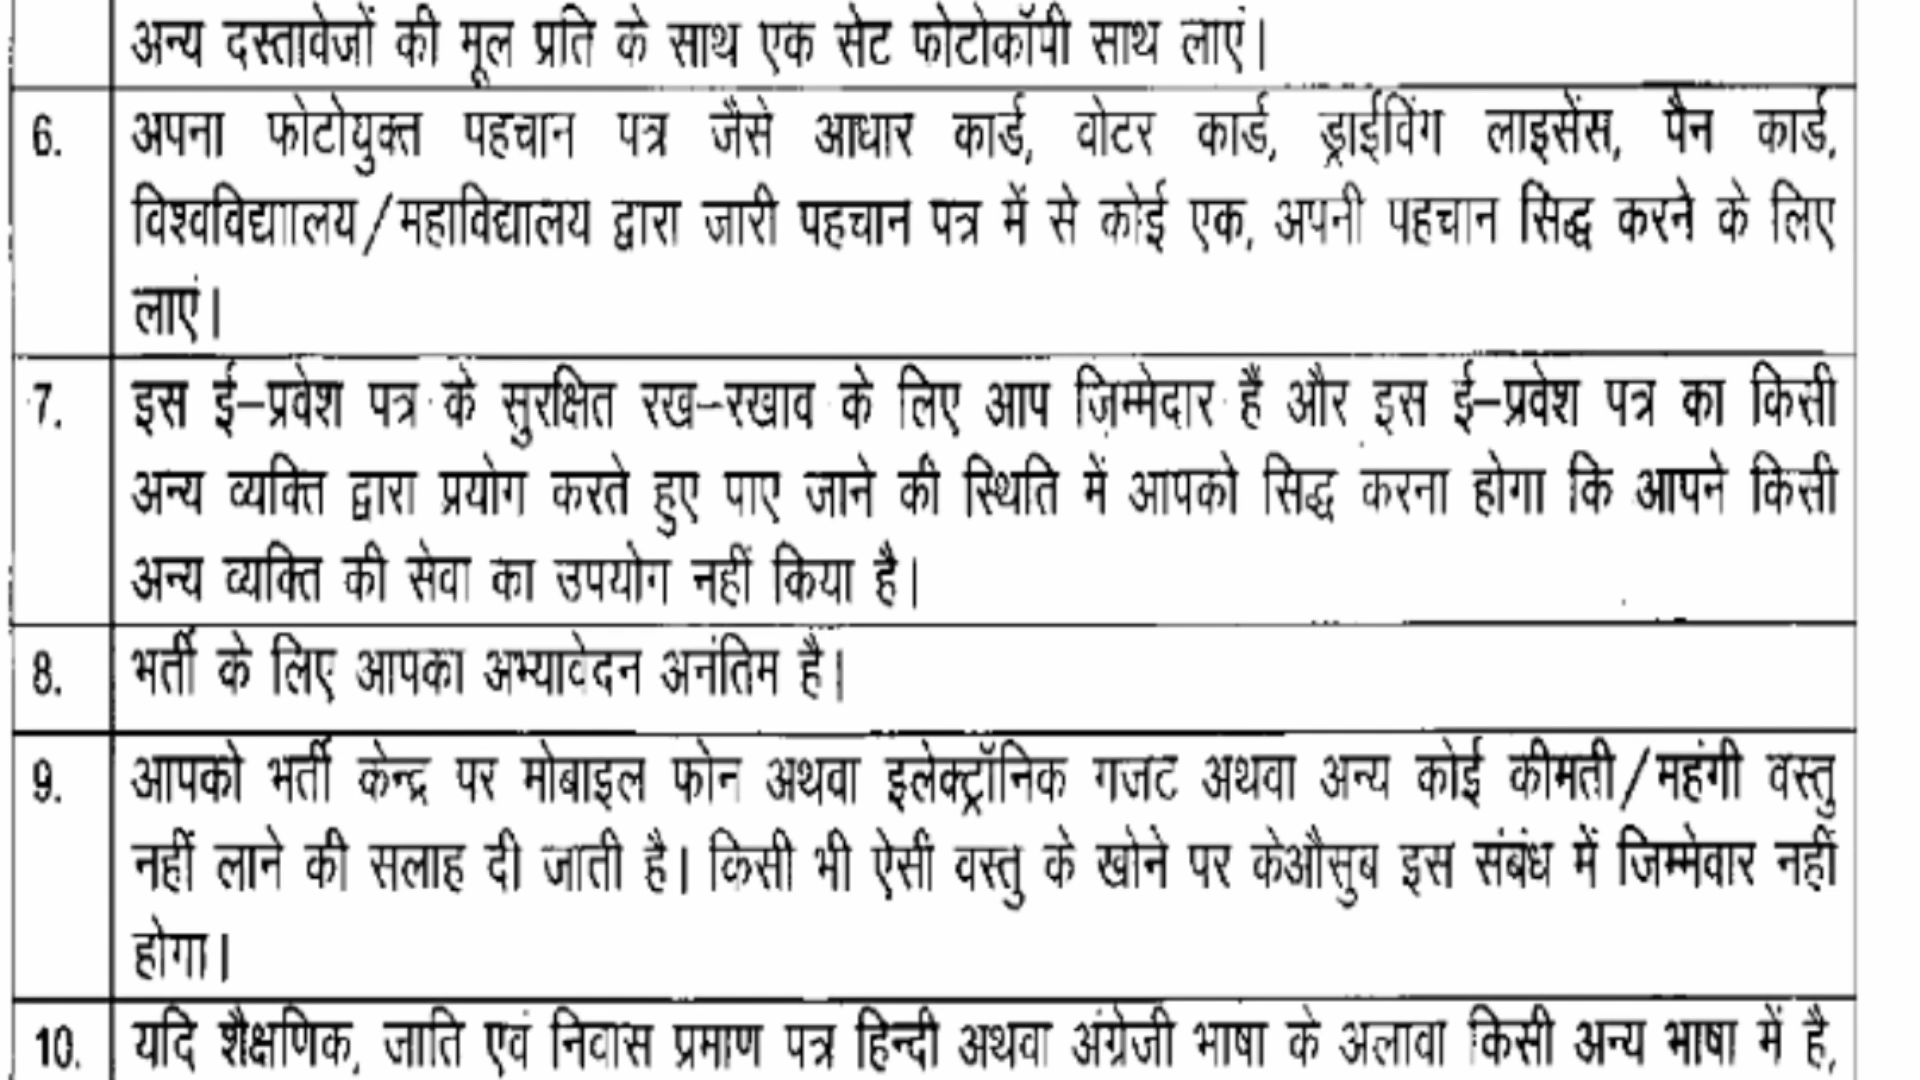 अन्य दस्तावेजों की मूल प्रति के साथ एक सेट फोटोकॉपी साथ लाएं।
6. अपना फोटोयुक्त पहचान पत्र जैसे आधार कार्ड, वोटर कार्ड, ड्राईविंग लाइसेंस, पैन कार्ड,
विश्वविद्याालय/महाविद्यालय द्वारा जारी पहचान पत्र में से कोई एक, अपनी पहचान सिद्ध करने के लिए
लाएं।
7. इस ई–प्रवेश पत्र के सुरक्षित रख–रखाव के लिए आप जिम्मेदार हैं और इस ई–प्रवेश पत्र का किसी
अन्य व्यक्ति द्वारा प्रयोग करते हुए पाए जाने की स्थिति में आपको सिद्ध करना होगा कि आपने किसी
अन्य व्यक्ति की सेवा का उपयोग नहीं किया है।
8. भर्ती के लिए आपका अभ्यावेदन अनंतिम है।
9. आपको भर्ती केन्द्र पर मोबाइल फोन अथवा इलेक्ट्रॉनिक गजट अथवा अन्य कोई कीमती/महंगी वस्तु
नहीं लाने की सलाह दी जाती है। किसी भी ऐसी वस्तु के खोने पर केऔसुब इस संबंध में जिम्मेवार नहीं
होगा।
10. यदि शैक्षणिक, जाति एवं निवास प्रमाण पत्र हिन्दी अथवा अंग्रेजी भाषा के अलावा किसी अन्य भाषा में है,